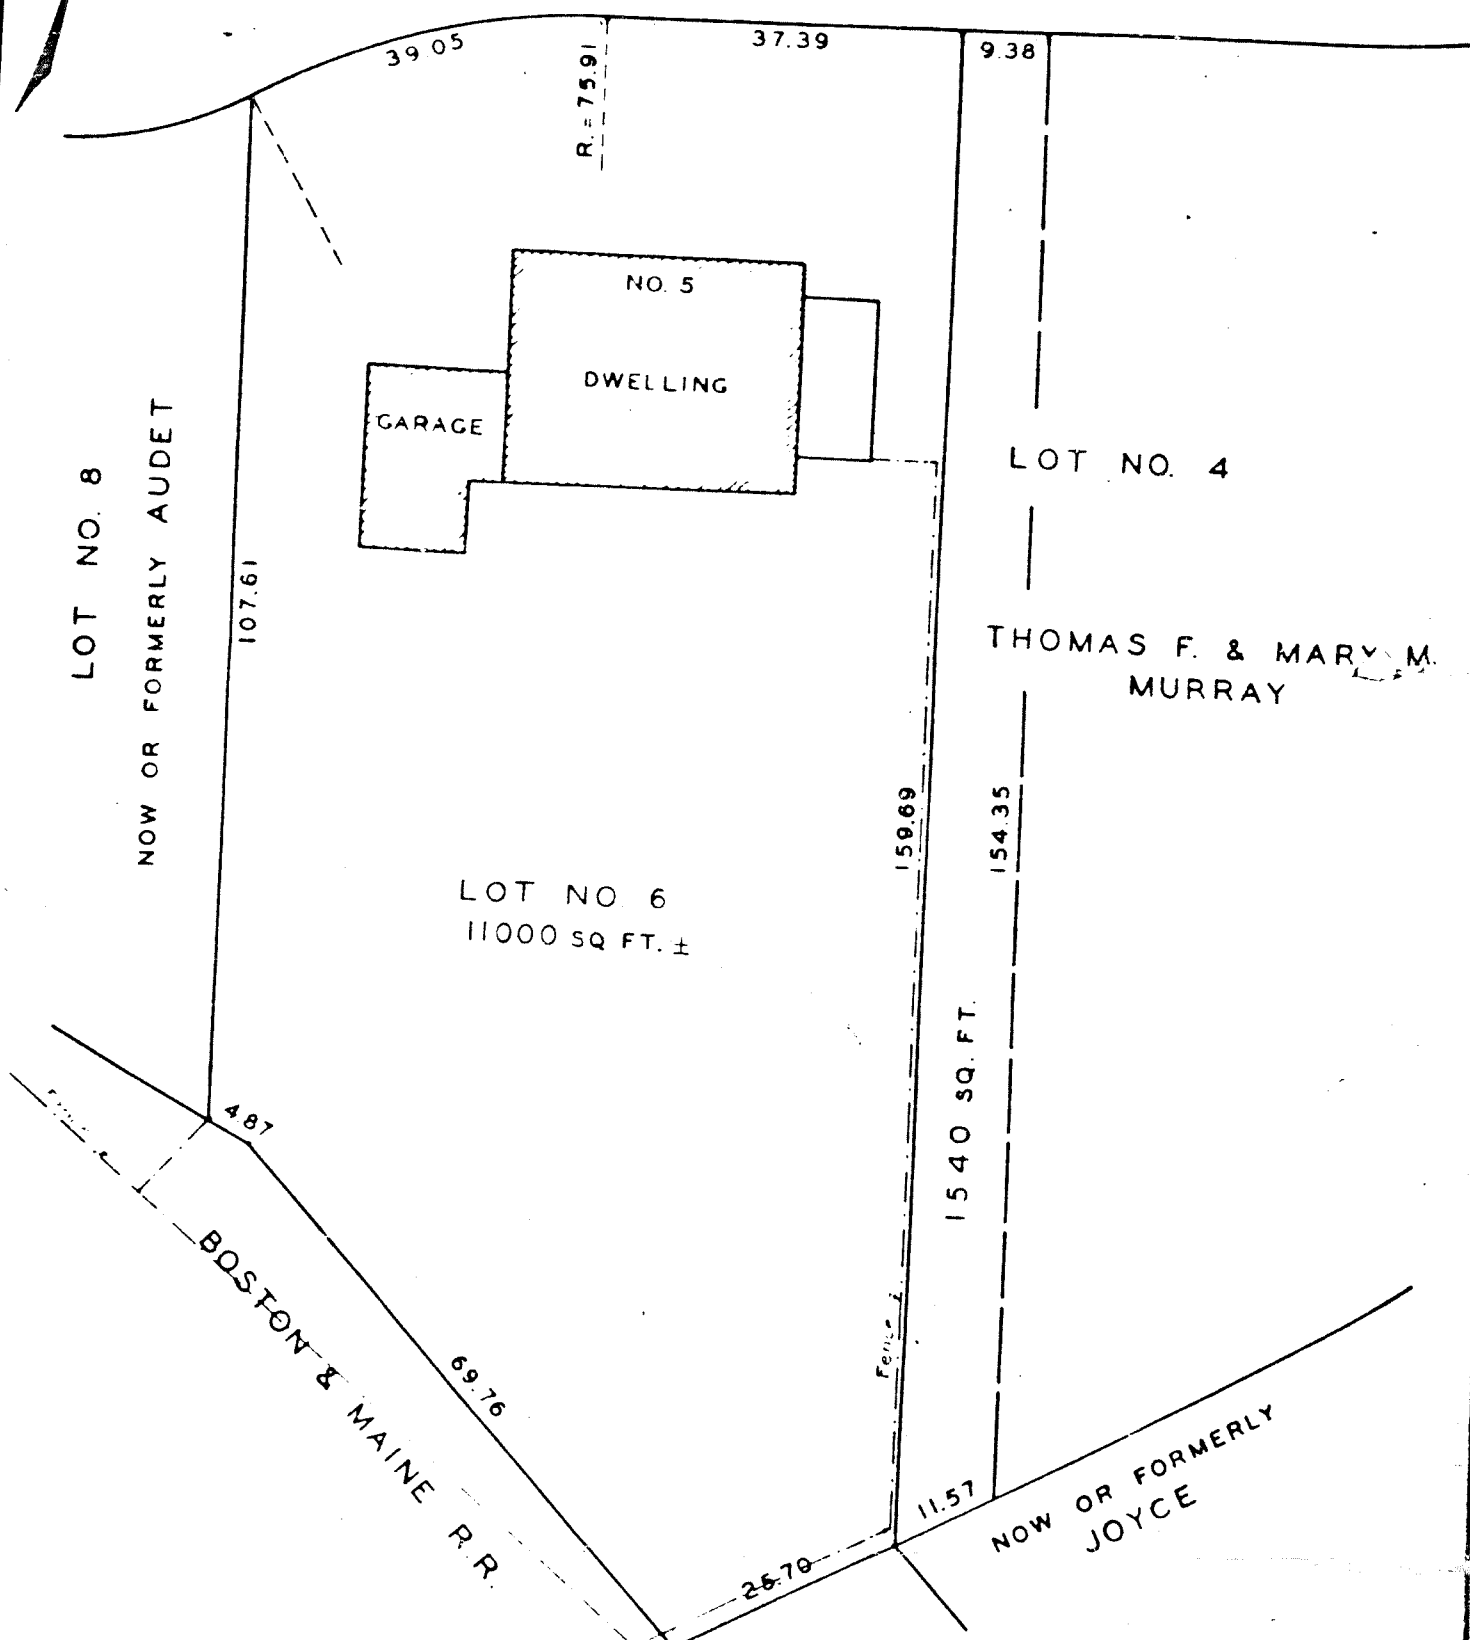 39.05
R. = 75.91
37.39
9.38
NO. 5
DWELLING
GARAGE
LOT NO. 8
NOW OR FORMERLY AUDET
107.61
LOT NO. 4
THOMAS F. & MARY M.
MURRAY
159.69
154.35
LOT NO. 6
11000 SQ FT. ±
1540 SQ. FT.
4.87
BOSTON & MAINE R.R.
69.76
Fence
11.57
25.70
NOW OR FORMERLY
JOYCE